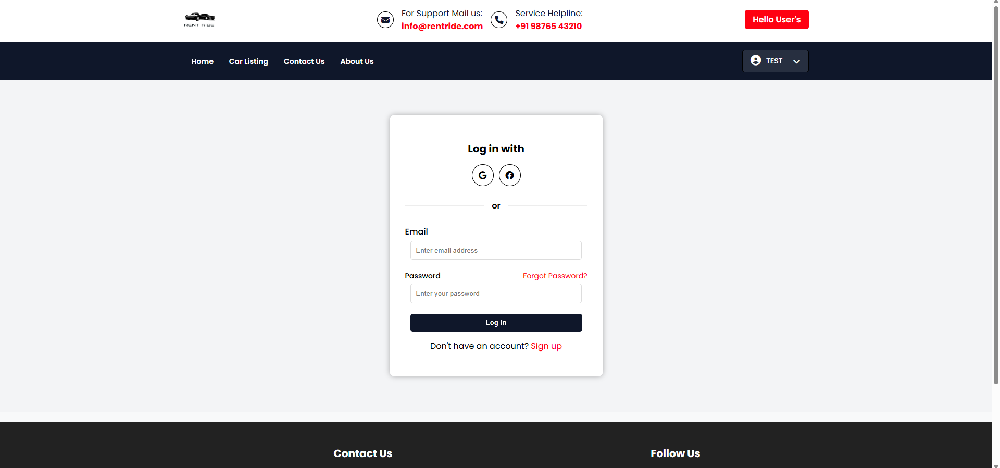 RENT RIDE
For Support Mail us:
info@rentride.com
Service Helpline:
+91 98765 43210
Hello User's
Home
Car Listing
Contact Us
About Us
TEST
Log in with
or
Email
Enter email address
Password
Forgot Password?
Enter your password
Log In
Don't have an account? Sign up
Contact Us
Follow Us